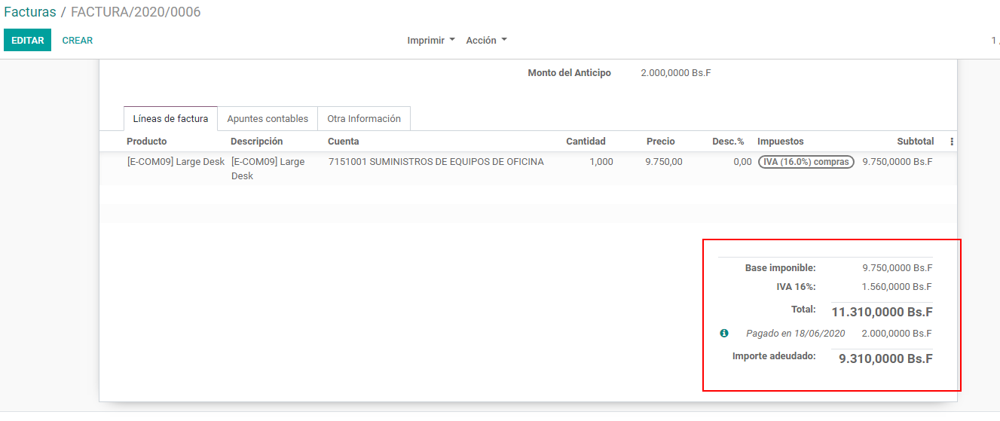 Facturas / FACTURA/2020/0006
EDITAR CREAR Imprimir Acción 1
Monto del Anticipo 2.000,0000 Bs.F
Líneas de factura Apuntes contables Otra Información
Producto Descripción Cuenta Cantidad Precio Desc.% Impuestos Subtotal
[E-COM09] Large Desk [E-COM09] Large 7151001 SUMINISTROS DE EQUIPOS DE OFICINA 1,000 9.750,00 0,00 IVA (16.0%) compras 9.750,0000 Bs.F
Desk
Base imponible: 9.750,0000 Bs.F
IVA 16%: 1.560,0000 Bs.F
Total: 11.310,0000 Bs.F
Pagado en 18/06/2020 2.000,0000 Bs.F
Importe adeudado: 9.310,0000 Bs.F